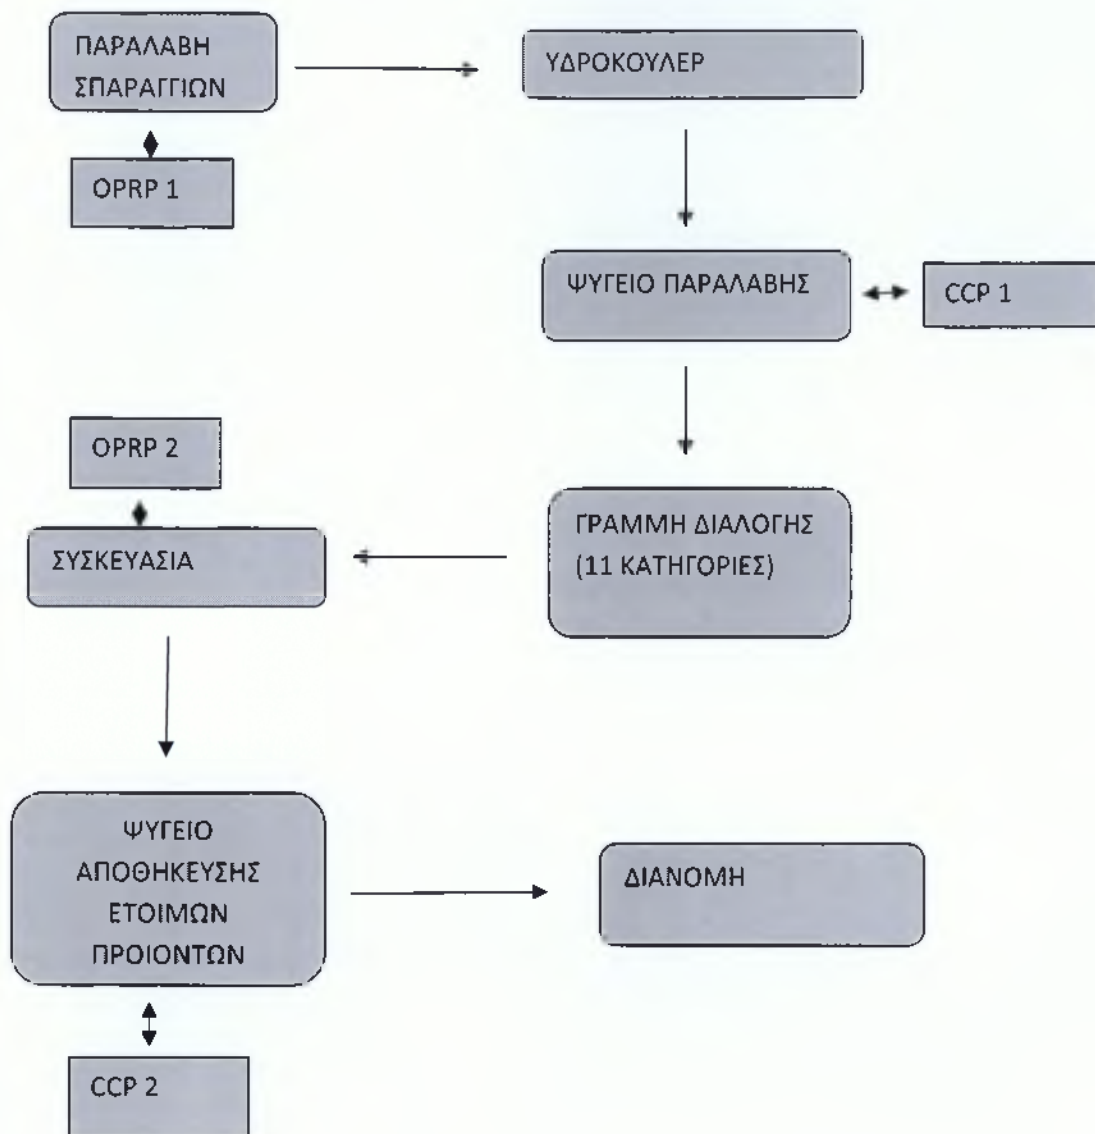 ΠΑΡΑΛΑΒΗ
ΣΠΑΡΑΓΓΙΩΝ
ΥΔΡΟΚΟΥΛΕΡ
OPRP 1
ΨΥΓΕΙΟ ΠΑΡΑΛΑΒΗΣ
CCP 1
OPRP 2
ΓΡΑΜΜΗ ΔΙΑΛΟΓΗΣ
(11 ΚΑΤΗΓΟΡΙΕΣ)
ΣΥΣΚΕΥΑΣΙΑ
ΨΥΓΕΙΟ
ΑΠΟΘΗΚΕΥΣΗΣ
ΕΤΟΙΜΩΝ
ΠΡΟΙΟΝΤΩΝ
ΔΙΑΝΟΜΗ
CCP 2